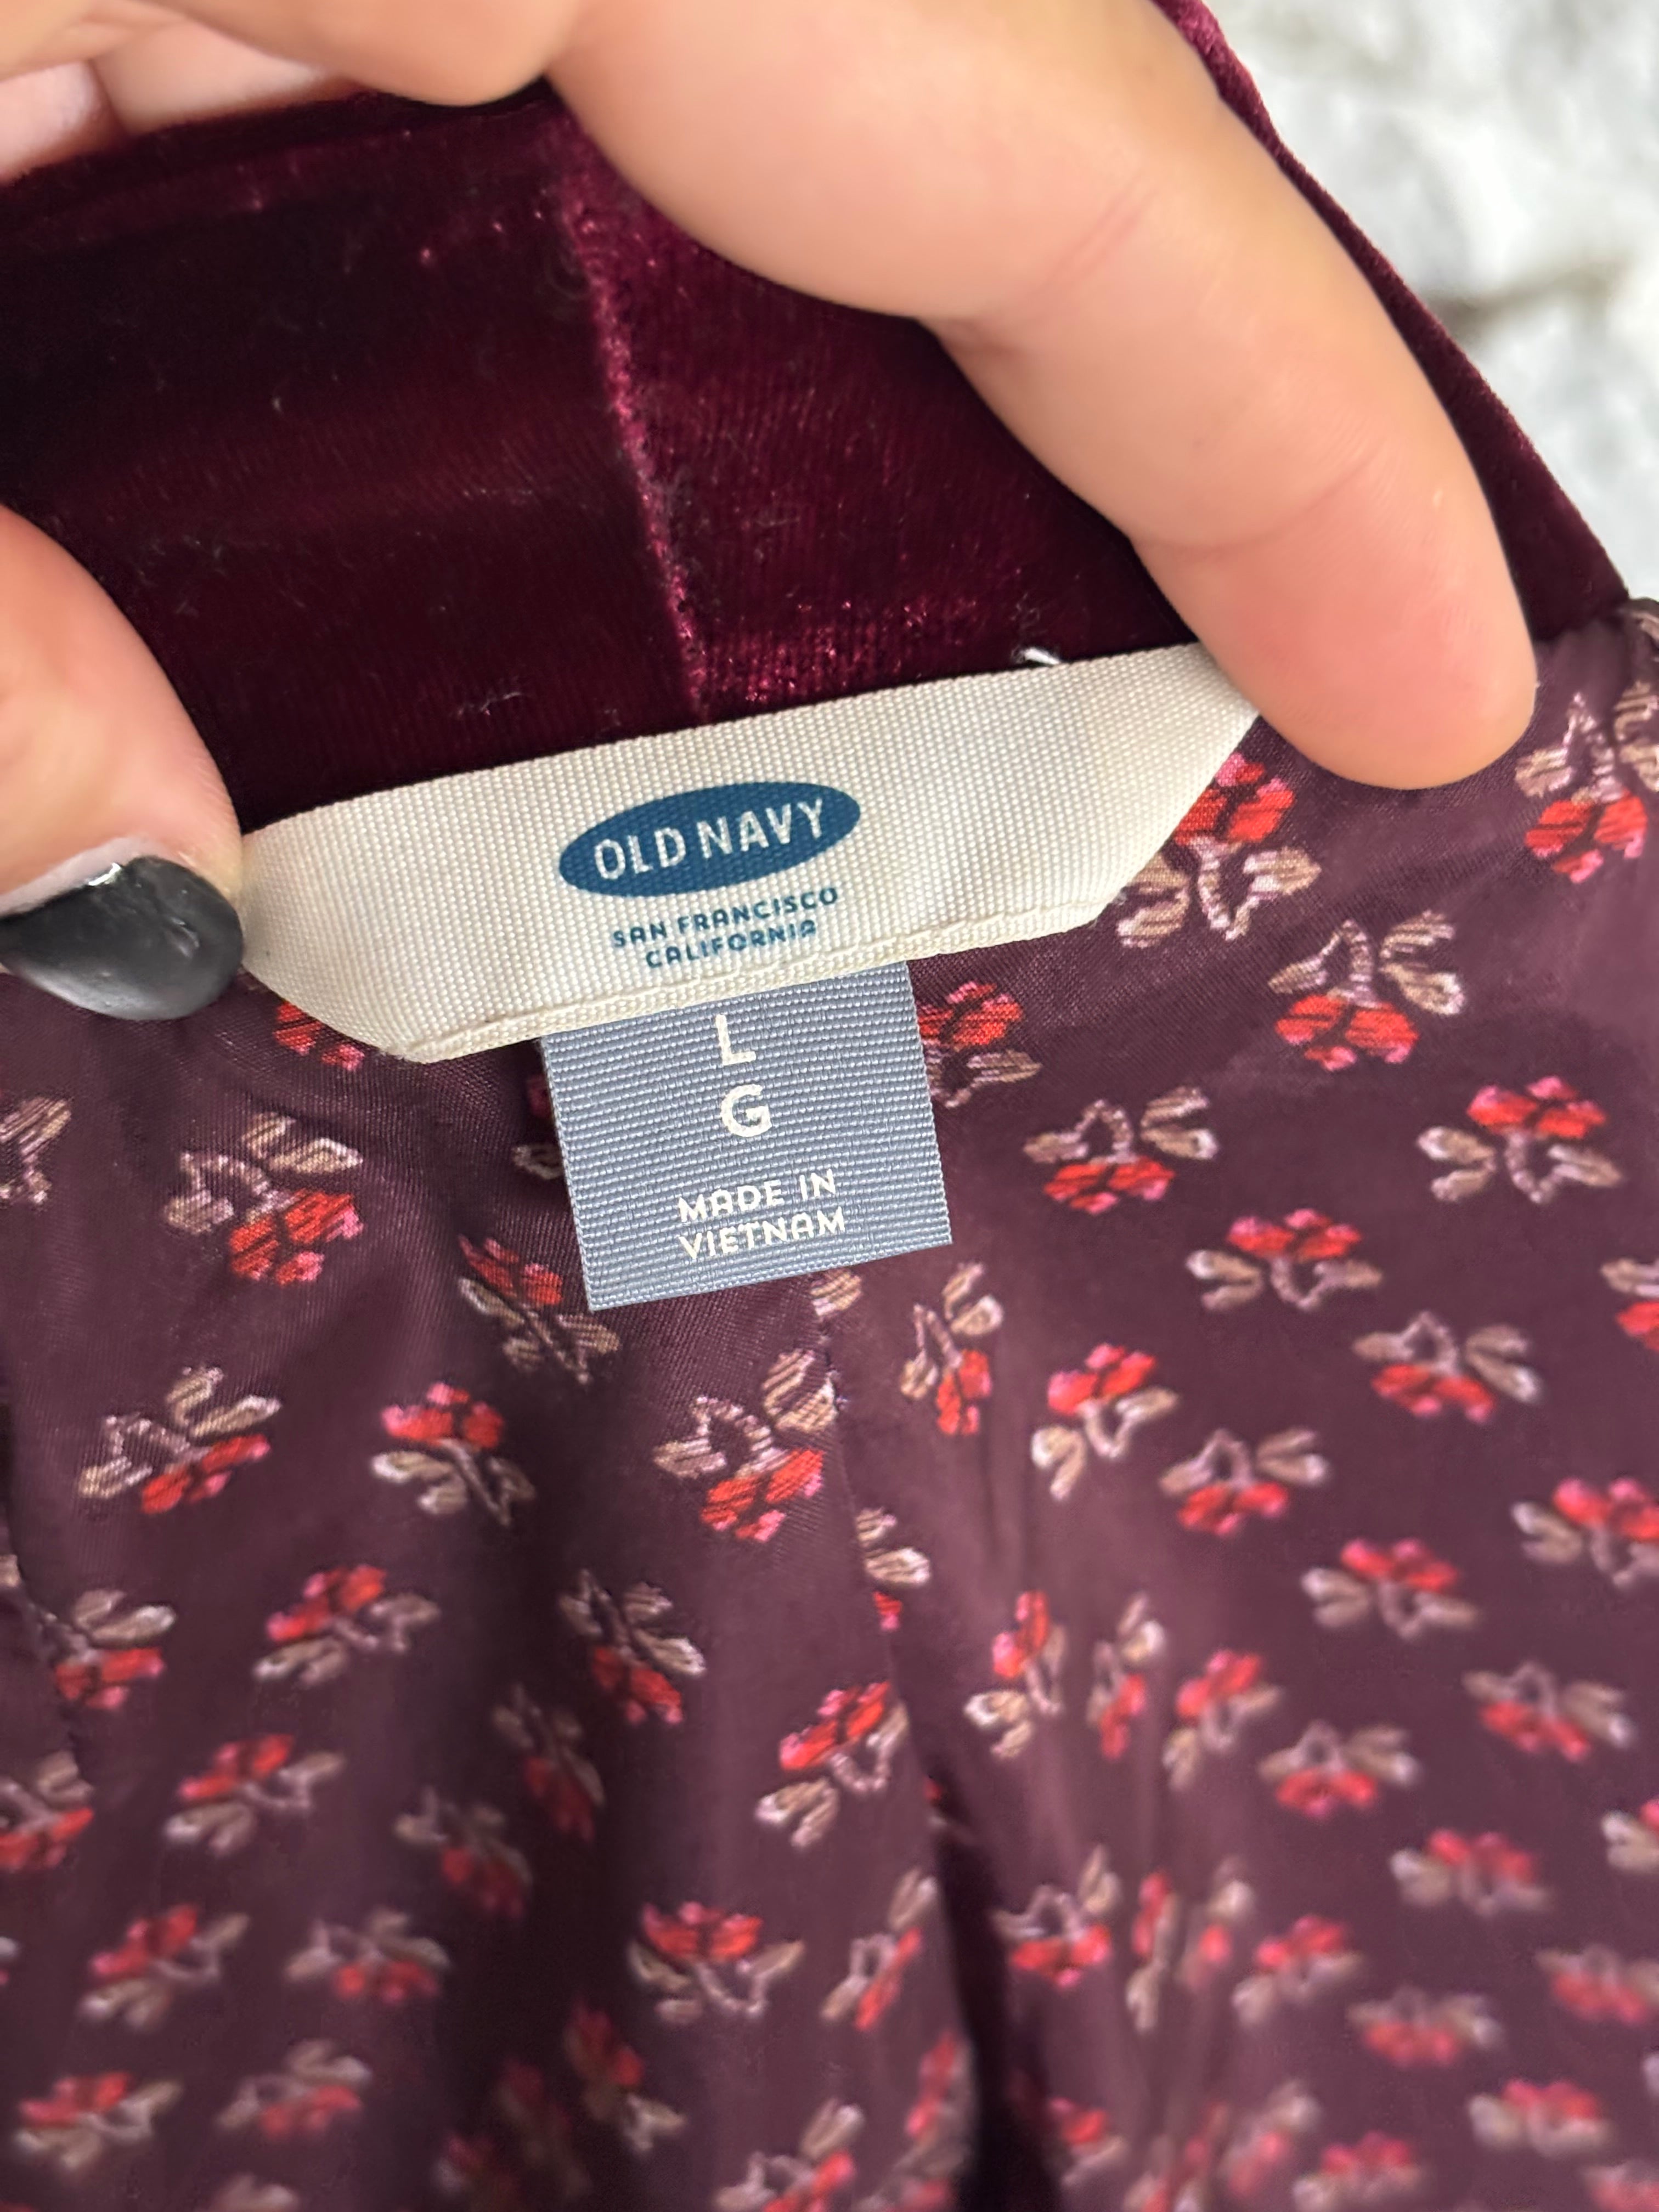 OLD NAVY
SAN FRANCISCO
CALIFORNIA
L
G
MADE IN
VIETNAM